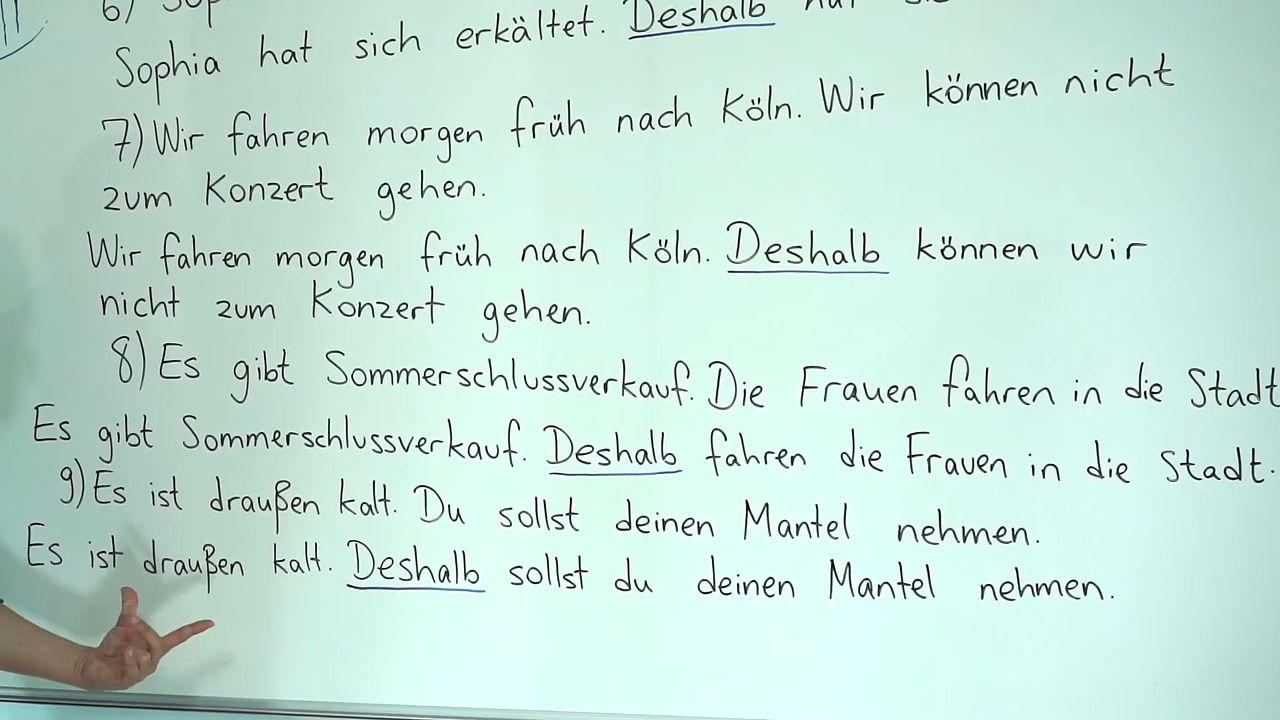 6)
Sophia hat sich erkältet. Deshalb
7) Wir fahren morgen früh nach Köln. Wir können nicht
zum Konzert gehen.
Wir fahren morgen früh nach Köln. Deshalb können wir
nicht zum Konzert gehen.
8) Es gibt Sommerschlussverkauf. Die Frauen fahren in die Stadt
Es gibt Sommerschlussverkauf. Deshalb fahren die Frauen in die Stadt.
9) Es ist draußen kalt. Du sollst deinen Mantel nehmen.
Es ist draußen kalt. Deshalb sollst du deinen Mantel nehmen.